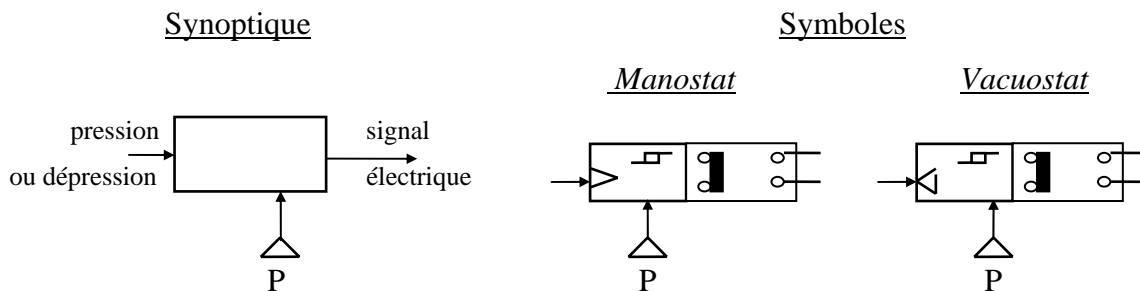 Synoptique
Symboles
Manostat
Vacuostat
pression
ou dépression
signal
électrique
P
P
P